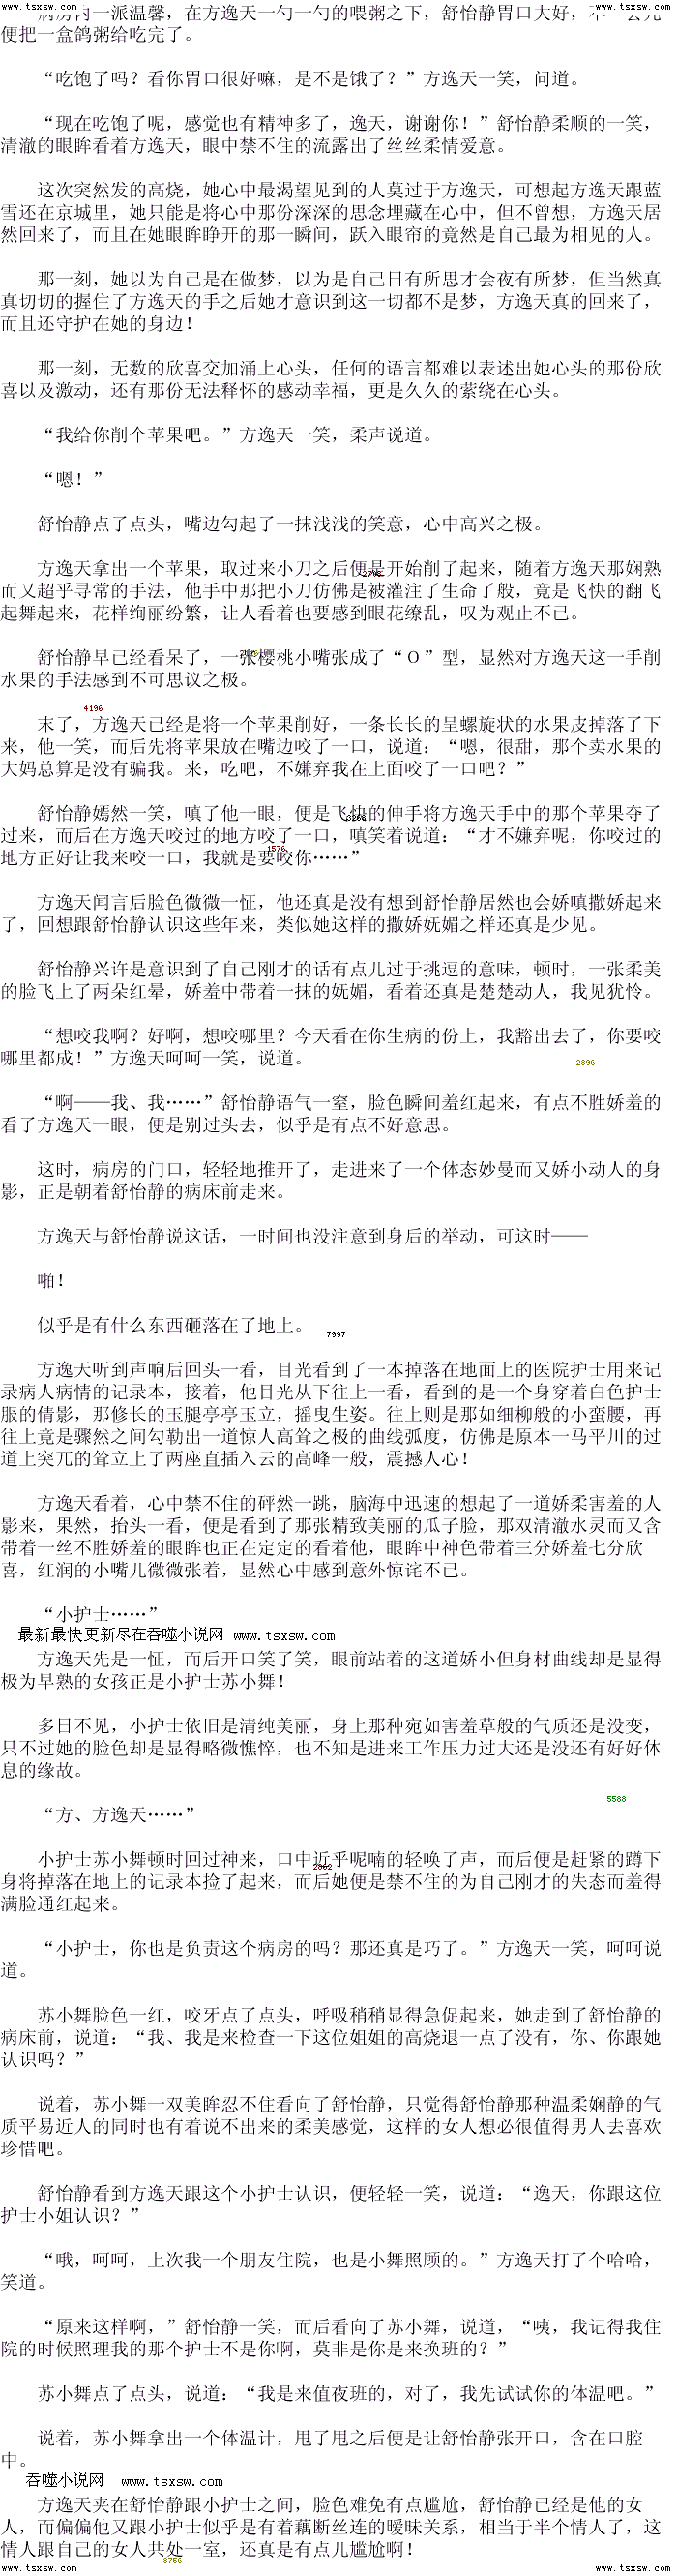 www.tsxsw.com www.tsxsw.com
病房内一派温馨，在方逸天一勺一勺的喂粥之下，舒怡静胃口大好，不一会儿
便把一盒鸽粥给吃完了。
“吃饱了吗？看你胃口很好嘛，是不是饿了？”方逸天一笑，问道。
“现在吃饱了呢，感觉也有精神多了，逸天，谢谢你！”舒怡静柔顺的一笑，
清澈的眼眸看着方逸天，眼中禁不住的流露出了丝丝柔情爱意。
这次突然发的高烧，她心中最渴望见到的人莫过于方逸天，可想起方逸天跟蓝
雪还在京城里，她只能是将心中那份深深的思念埋藏在心中，但不曾想，方逸天居
然回来了，而且在她眼眸睁开的那一瞬间，跃入眼帘的竟然是自己最为相见的人。
那一刻，她以为自己是在做梦，以为是自己日有所思才会夜有所梦，但当然真
真切切的握住了方逸天的手之后她才意识到这一切都不是梦，方逸天真的回来了，
而且还守护在她的身边！
那一刻，无数的欣喜交加涌上心头，任何的语言都难以表述出她心头的那份欣
喜以及激动，还有那份无法释怀的感动幸福，更是久久的萦绕在心头。
“我给你削个苹果吧。”方逸天一笑，柔声说道。
“嗯！”
舒怡静点了点头，嘴边勾起了一抹浅浅的笑意，心中高兴之极。
方逸天拿出一个苹果，取过来小刀之后便是开始削了起来，随着方逸天那娴熟
而又超乎寻常的手法，他手中那把小刀仿佛是被灌注了生命了般，竟是飞快的翻飞
起舞起来，花样绚丽纷繁，让人看着也要感到眼花缭乱，叹为观止不已。
舒怡静早已经看呆了，一张樱桃小嘴张成了“O”型，显然对方逸天这一手削
水果的手法感到不可思议之极。
4196
末了，方逸天已经是将一个苹果削好，一条长长的呈螺旋状的水果皮掉落了下
来，他一笑，而后先将苹果放在嘴边咬了一口，说道：“嗯，很甜，那个卖水果的
大妈总算是没有骗我。来，吃吧，不嫌弃我在上面咬了一口吧？”
舒怡静嫣然一笑，嗔了他一眼，便是飞快的伸手将方逸天手中的那个苹果夺了
过来，而后在方逸天咬过的地方咬了一口，嗔笑着说道：“才不嫌弃呢，你咬过的
1576
地方正好让我来咬一口，我就是要咬你……”
方逸天闻言后脸色微微一怔，他还真是没有想到舒怡静居然也会娇嗔撒娇起来
了，回想跟舒怡静认识这些年来，类似她这样的撒娇妩媚之样还真是少见。
舒怡静兴许是意识到了自己刚才的话有点儿过于挑逗的意味，顿时，一张柔美
的脸飞上了两朵红晕，娇羞中带着一抹的妩媚，看着还真是楚楚动人，我见犹怜。
“想咬我啊？好啊，想咬哪里？今天看在你生病的份上，我豁出去了，你要咬
哪里都成！”方逸天呵呵一笑，说道。
2896
“啊——我、我……”舒怡静语气一窒，脸色瞬间羞红起来，有点不胜娇羞的
看了方逸天一眼，便是别过头去，似乎是有点不好意思。
这时，病房的门口，轻轻地推开了，走进来了一个体态妙曼而又娇小动人的身
影，正是朝着舒怡静的病床前走来。
方逸天与舒怡静说这话，一时间也没注意到身后的举动，可这时——
啪！
似乎是有什么东西砸落在了地上。
7997
方逸天听到声响后回头一看，目光看到了一本掉落在地面上的医院护士用来记
录病人病情的记录本，接着，他目光从下往上一看，看到的是一个身穿着白色护士
服的倩影，那修长的玉腿亭亭玉立，摇曳生姿。往上则是那如细柳般的小蛮腰，再
往上竟是骤然之间勾勒出一道惊人高耸之极的曲线弧度，仿佛是原本一马平川的过
道上突兀的耸立上了两座直插入云的高峰一般，震撼人心！
方逸天看着，心中禁不住的砰然一跳，脑海中迅速的想起了一道娇柔害羞的人
影来，果然，抬头一看，便是看到了那张精致美丽的瓜子脸，那双清澈水灵而又含
带着一丝不胜娇羞的眼眸也正在定定的看着他，眼眸中神色带着三分娇羞七分欣
喜，红润的小嘴儿微微张着，显然心中感到意外惊诧不已。
“小护士……”
最新最快更新尽在吞噬小说网 www.tsxsw.com
方逸天先是一怔，而后开口笑了笑，眼前站着的这道娇小但身材曲线却是显得
极为早熟的女孩正是小护士苏小舞！
多日不见，小护士依旧是清纯美丽，身上那种宛如害羞草般的气质还是没变，
只不过她的脸色却是显得略微憔悴，也不知是进来工作压力过大还是没还有好好休
息的缘故。
5588
“方、方逸天……”
小护士苏小舞顿时回过神来，口中近乎呢喃的轻唤了声，而后便是赶紧的蹲下
身将掉落在地上的记录本捡了起来，而后她便是禁不住的为自己刚才的失态而羞得
满脸通红起来。
“小护士，你也是负责这个病房的吗？那还真是巧了。”方逸天一笑，呵呵说
道。
苏小舞脸色一红，咬牙点了点头，呼吸稍稍显得急促起来，她走到了舒怡静的
病床前，说道：“我、我是来检查一下这位姐姐的高烧退一点了没有，你、你跟她
认识吗？”
说着，苏小舞一双美眸忍不住看向了舒怡静，只觉得舒怡静那种温柔娴静的气
质平易近人的同时也有着说不出来的柔美感觉，这样的女人想必很值得男人去喜欢
珍惜吧。
舒怡静看到方逸天跟这个小护士认识，便轻轻一笑，说道：“逸天，你跟这位
护士小姐认识？”
“哦，呵呵，上次我一个朋友住院，也是小舞照顾的。”方逸天打了个哈哈，
笑道。
“原来这样啊，”舒怡静一笑，而后看向了苏小舞，说道，“咦，我记得我住
院的时候照理我的那个护士不是你啊，莫非是你是来换班的？”
苏小舞点了点头，说道：“我是来值夜班的，对了，我先试试你的体温吧。”
说着，苏小舞拿出一个体温计，甩了甩之后便是让舒怡静张开口，含在口腔
中。
吞噬小说网 www.tsxsw.com
方逸天夹在舒怡静跟小护士之间，脸色难免有点尴尬，舒怡静已经是他的女
人，而偏偏他又跟小护士似乎是有着藕断丝连的暧昧关系，相当于半个情人了，这
情人跟自己的女人共处一室，还真是有点儿尴尬啊！
8756
www.tsxsw.com www.tsxsw.com